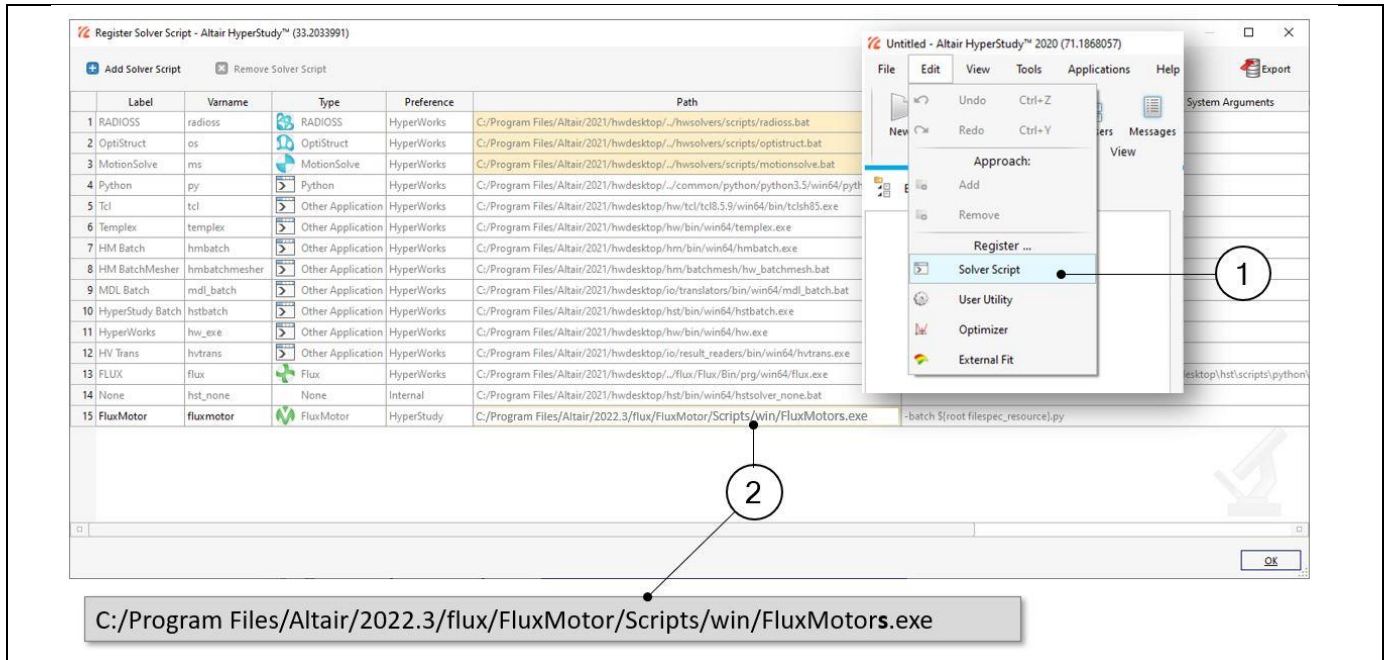 Register Solver Script - Altair HyperStudy™ (33.2033991)
Add Solver Script Remove Solver Script Export
Label Varname Type Preference Path System Arguments
1 RADIOSS radioss RADIOSS HyperWorks C:/Program Files/Altair/2021/hwdesktop/../hwsolvers/scripts/radioss.bat
2 OptiStruct os OptiStruct HyperWorks C:/Program Files/Altair/2021/hwdesktop/../hwsolvers/scripts/optistruct.bat
3 MotionSolve ms MotionSolve HyperWorks C:/Program Files/Altair/2021/hwdesktop/../hwsolvers/scripts/motionsolve.bat
4 Python py Python HyperWorks C:/Program Files/Altair/2021/hwdesktop/../common/python/python3.5/win64/pyth
5 Tcl tcl Other Application HyperWorks C:/Program Files/Altair/2021/hwdesktop/hw/tcl/tcl8.5.9/win64/bin/tclsh85.exe
6 Templex templex Other Application HyperWorks C:/Program Files/Altair/2021/hwdesktop/hw/bin/win64/templex.exe
7 HM Batch hmbatch Other Application HyperWorks C:/Program Files/Altair/2021/hwdesktop/hm/bin/win64/hmbatch.exe
8 HM BatchMesher hmbatchmesher Other Application HyperWorks C:/Program Files/Altair/2021/hwdesktop/hm/batchmesh/hw_batchmesh.bat
9 MDL Batch mdl_batch Other Application HyperWorks C:/Program Files/Altair/2021/hwdesktop/io/translators/bin/win64/mdl_batch.bat
10 HyperStudy Batch hstbatch Other Application HyperWorks C:/Program Files/Altair/2021/hwdesktop/hst/bin/win64/hstbatch.exe
11 HyperWorks hw_exe Other Application HyperWorks C:/Program Files/Altair/2021/hwdesktop/hw/bin/win64/hw.exe
12 HV Trans hvtrans Other Application HyperWorks C:/Program Files/Altair/2021/hwdesktop/io/result_readers/bin/win64/hvtrans.exe
13 FLUX flux Flux HyperWorks C:/Program Files/Altair/2021/hwdesktop/../flux/Flux/Bin/prg/win64/flux.exe esktop\hst\scripts\python\
14 None hst_none None Internal C:/Program Files/Altair/2021/hwdesktop/hst/bin/win64/hstsolver_none.bat
15 FluxMotor fluxmotor FluxMotor HyperStudy C:/Program Files/Altair/2022.3/flux/FluxMotor/Scripts/win/FluxMotors.exe -batch ${root filespec_resource}.py
OK
Untitled - Altair HyperStudy™ 2020 (71.1868057)
File Edit View Tools Applications Help
Undo Ctrl+Z
Redo Ctrl+Y
Messages
View
Approach:
Add
Remove
Register ...
Solver Script
User Utility
Optimizer
External Fit
1
2
C:/Program Files/Altair/2022.3/flux/FluxMotor/Scripts/win/FluxMotors.exe